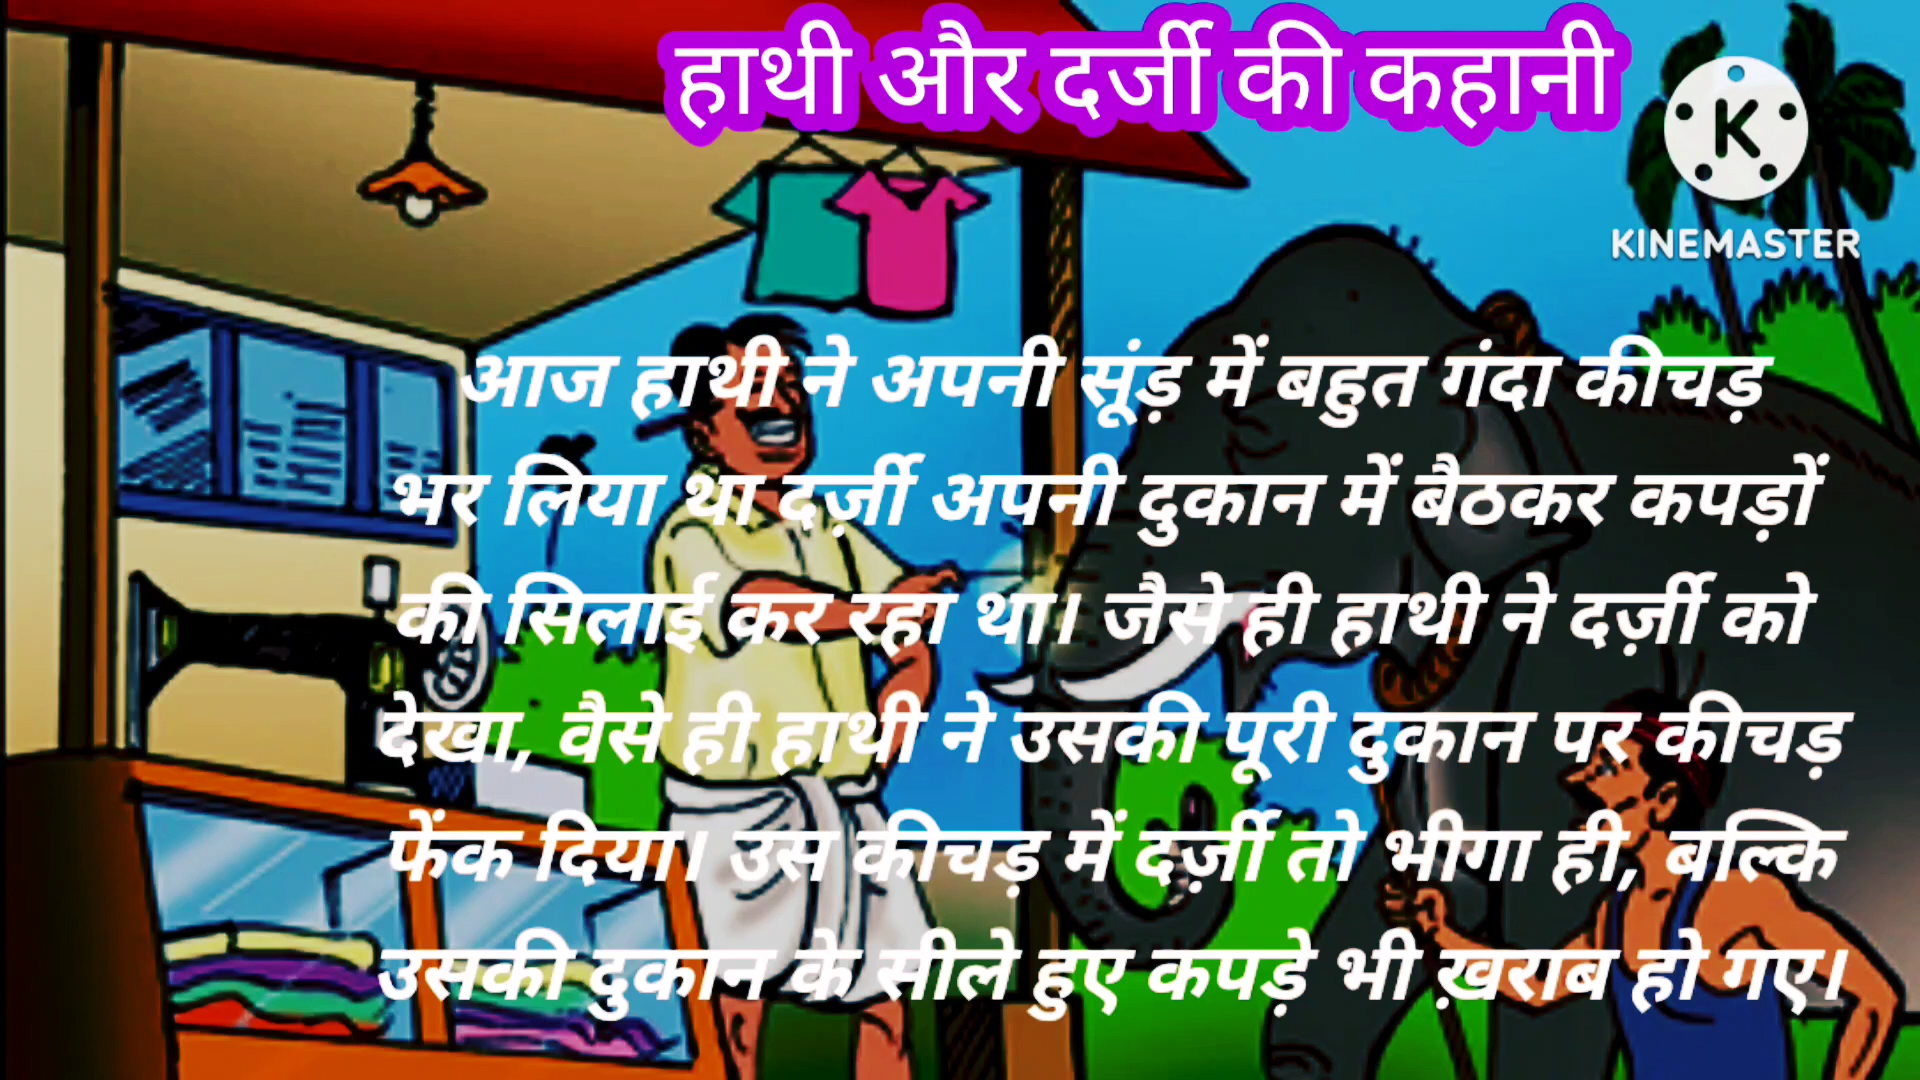 हाथी और दर्जी की कहानी
KINEMASTER
आज हाथी ने अपनी सूंड़ में बहुत गंदा कीचड़
भर लिया था दर्ज़ी अपनी दुकान में बैठकर कपड़ों
की सिलाई कर रहा था। जैसे ही हाथी ने दर्ज़ी को
देखा, वैसे ही हाथी ने उसकी पूरी दुकान पर कीचड़
फेंक दिया। उस कीचड़ में दर्ज़ी तो भीगा ही, बल्कि
उसकी दुकान के सीले हुए कपड़े भी ख़राब हो गए।